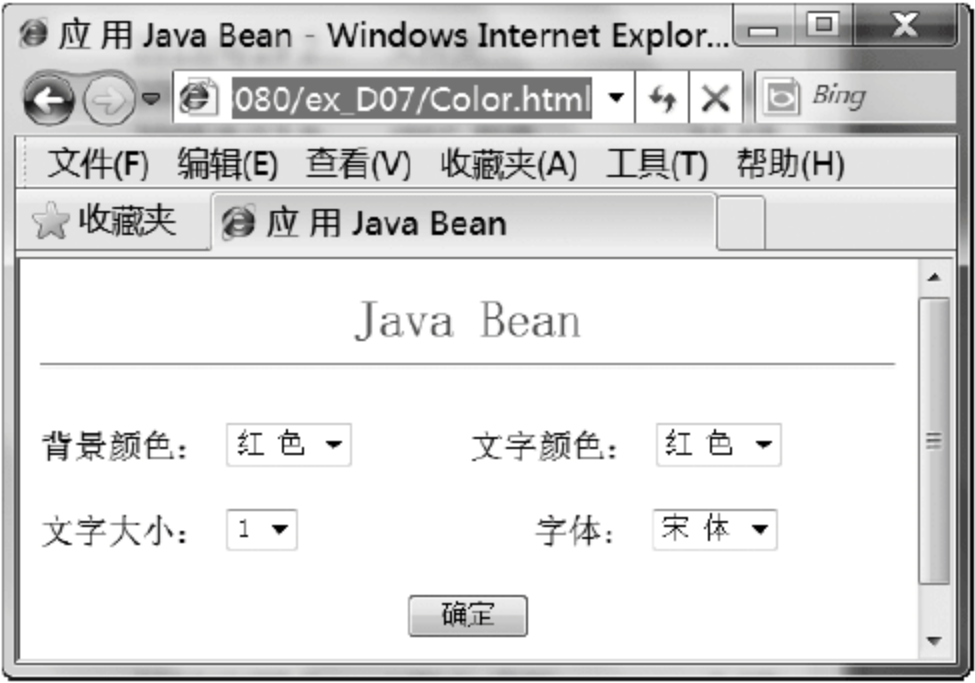 应 用 Java Bean - Windows Internet Explor...
080/ex_D07/Color.html
Bing
文件(F) 编辑(E) 查看(V) 收藏夹(A) 工具(T) 帮助(H)
收藏夹 应 用 Java Bean
Java Bean
背景颜色： 红 色 文字颜色： 红 色
文字大小： 1 字体： 宋 体
确定